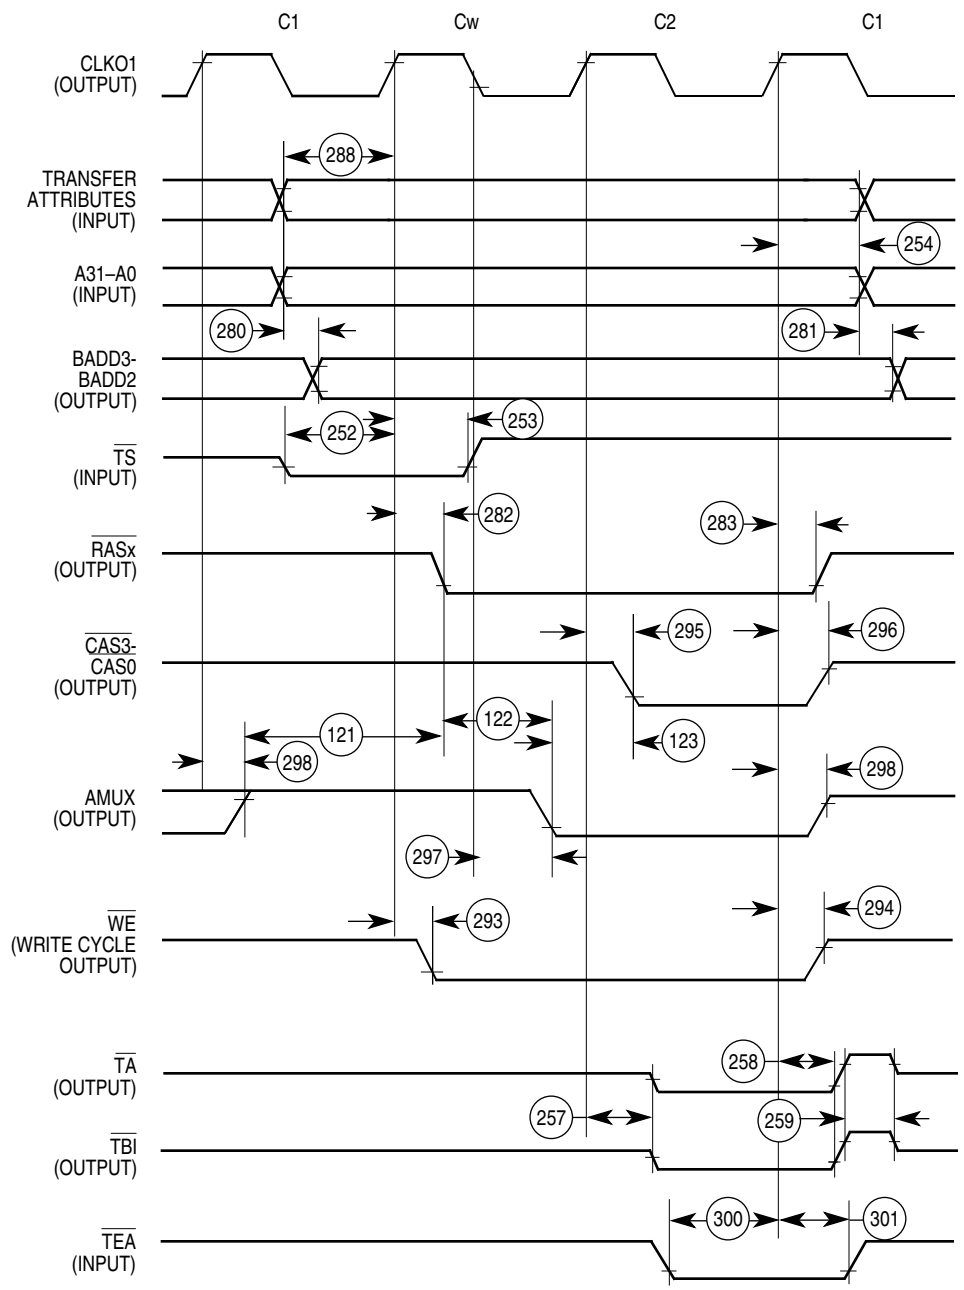 C1 Cw C2 C1
CLKO1
(OUTPUT)
288
TRANSFER
ATTRIBUTES
(INPUT)
254
A31–A0
(INPUT)
280 281
BADD3-
BADD2
(OUTPUT)
252 253
TS
(INPUT)
282 283
RASx
(OUTPUT)
295 296
CAS3-
CAS0
(OUTPUT)
121 122 123
298 298
AMUX
(OUTPUT)
297
293 294
WE
(WRITE CYCLE
OUTPUT)
258
TA
(OUTPUT)
257 259
TBI
(OUTPUT)
300 301
TEA
(INPUT)